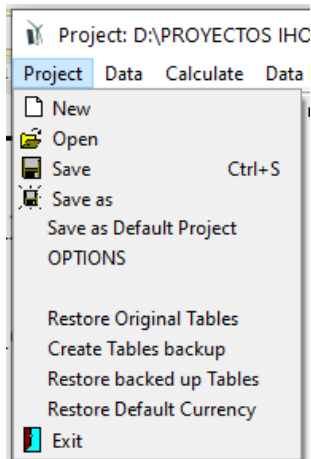 Project: D:\PROYECTOS IHO
Project Data Calculate Data
New
Open
Save Ctrl+S
Save as
Save as Default Project
OPTIONS
Restore Original Tables
Create Tables backup
Restore backed up Tables
Restore Default Currency
Exit